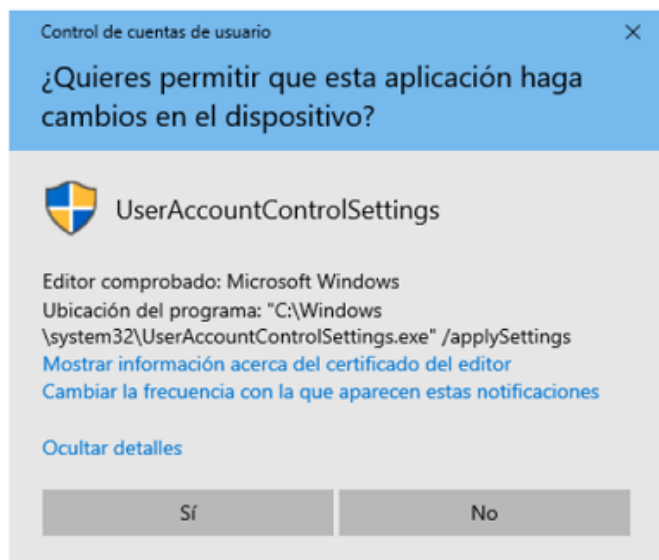 Control de cuentas de usuario
¿Quieres permitir que esta aplicación haga
cambios en el dispositivo?
UserAccountControlSettings
Editor comprobado: Microsoft Windows
Ubicación del programa: "C:\Windows
\system32\UserAccountControlSettings.exe" /applySettings
Mostrar información acerca del certificado del editor
Cambiar la frecuencia con la que aparecen estas notificaciones
Ocultar detalles
Sí
No